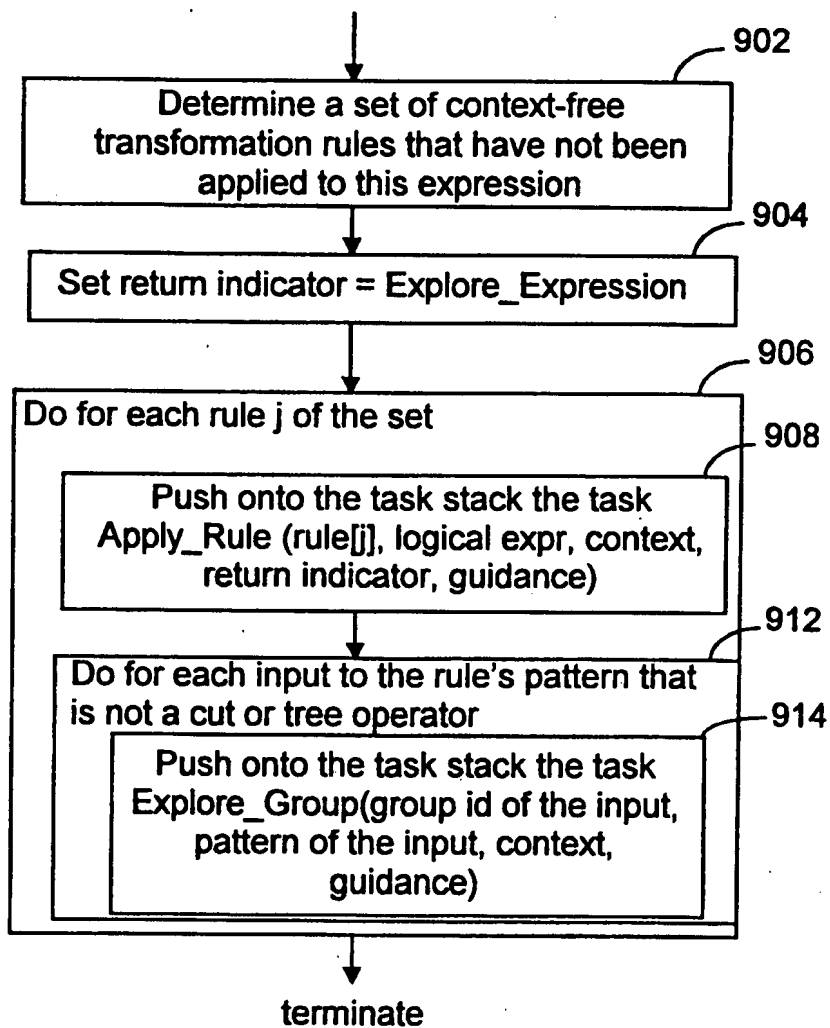 902
Determine a set of context-free
transformation rules that have not been
applied to this expression
904
Set return indicator = Explore_Expression
906
Do for each rule j of the set
908
Push onto the task stack the task
Apply_Rule (rule[j], logical expr, context,
return indicator, guidance)
912
Do for each input to the rule's pattern that
is not a cut or tree operator
914
Push onto the task stack the task
Explore_Group(group id of the input,
pattern of the input, context,
guidance)
terminate